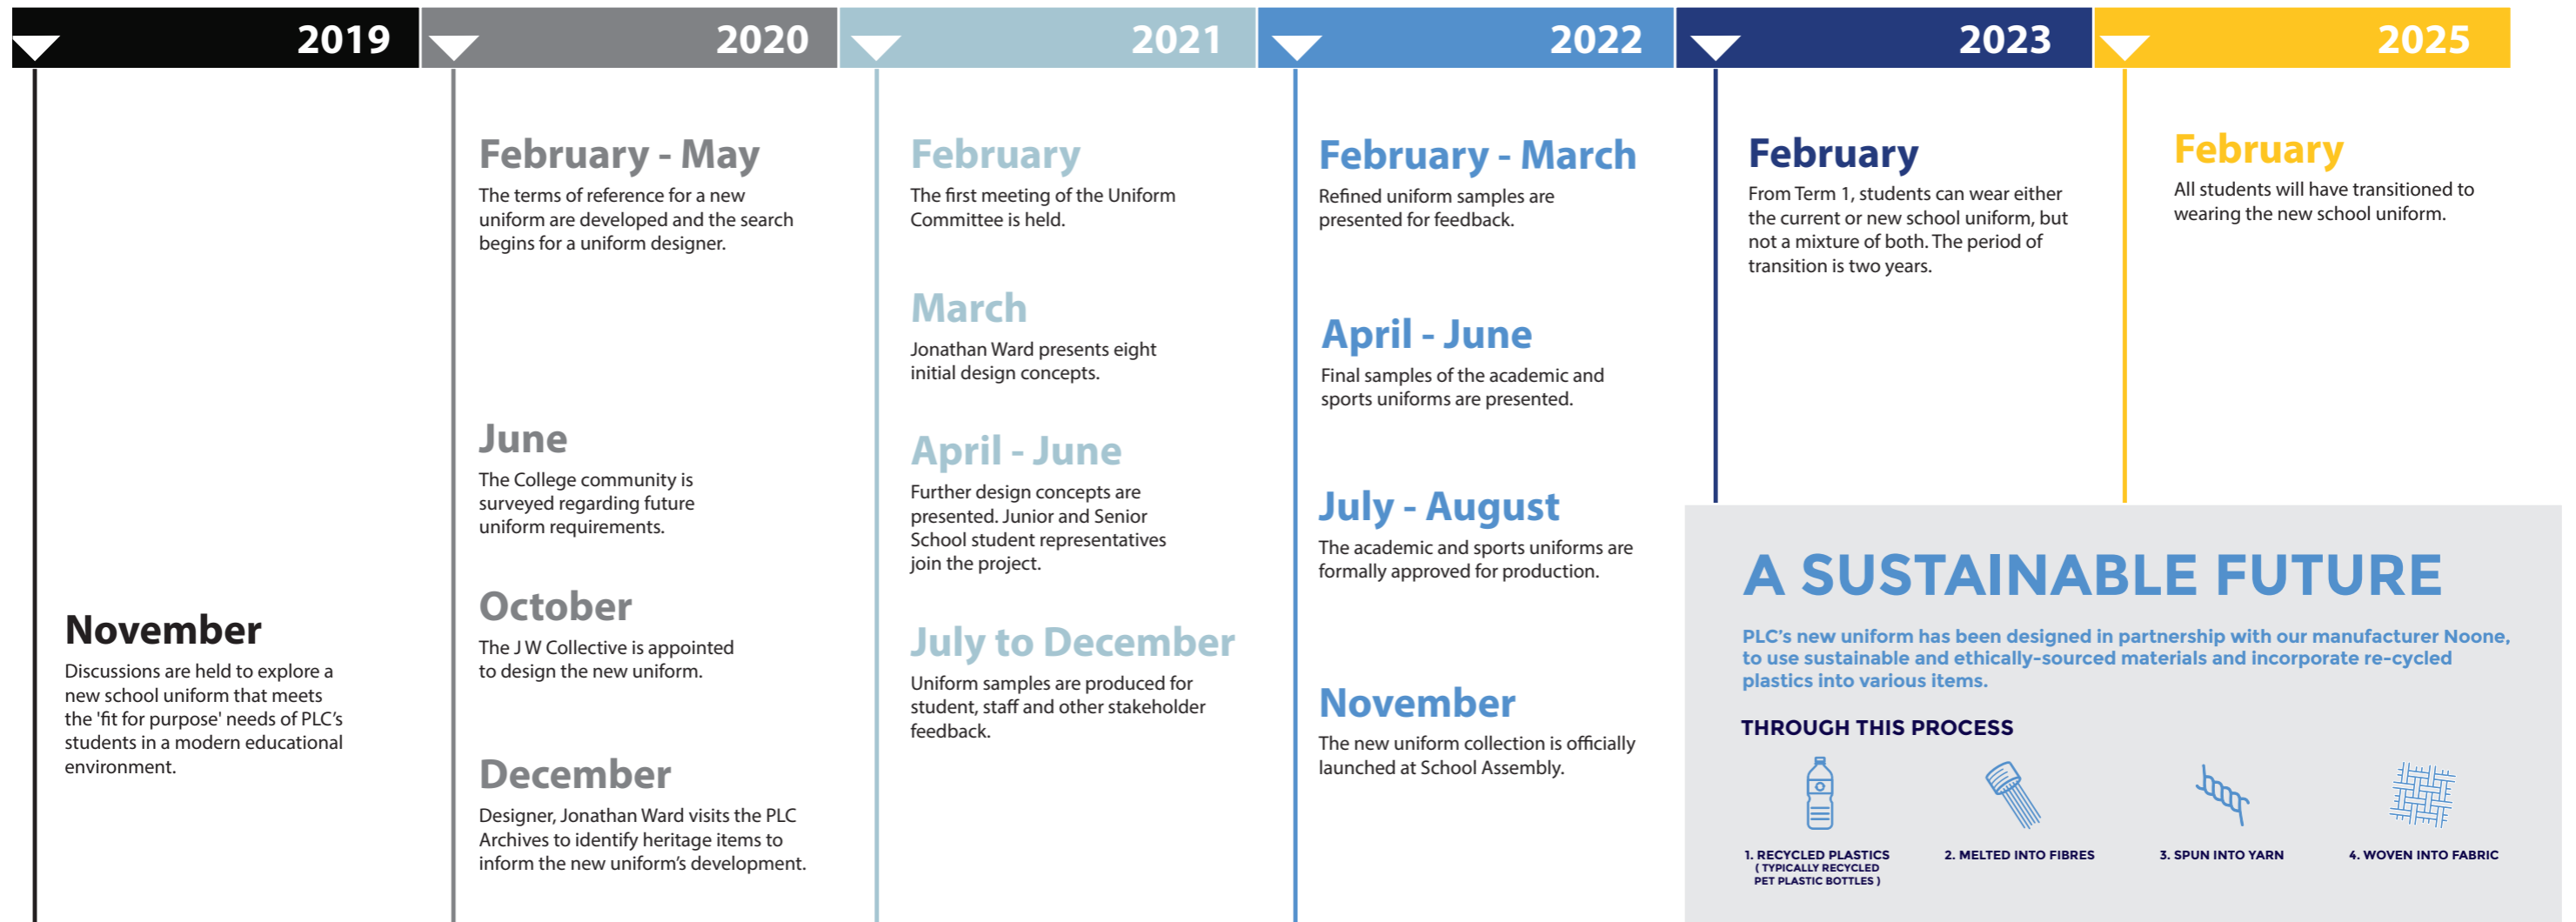 2019
November
Discussions are held to explore a
new school uniform that meets
the 'fit for purpose' needs of PLC's
students in a modern educational
environment.
2020
February - May
The terms of reference for a new
uniform are developed and the search
begins for a uniform designer.
June
The College community is
surveyed regarding future
uniform requirements.
October
The J W Collective is appointed
to design the new uniform.
December
Designer, Jonathan Ward visits the PLC
Archives to identify heritage items to
inform the new uniform's development.
2021
February
The first meeting of the Uniform
Committee is held.
March
Jonathan Ward presents eight
initial design concepts.
April - June
Further design concepts are
presented. Junior and Senior
School student representatives
join the project.
July to December
Uniform samples are produced for
student, staff and other stakeholder
feedback.
2022
February - March
Refined uniform samples are
presented for feedback.
April - June
Final samples of the academic and
sports uniforms are presented.
July - August
The academic and sports uniforms are
formally approved for production.
November
The new uniform collection is officially
launched at School Assembly.
2023
February
From Term 1, students can wear either
the current or new school uniform, but
not a mixture of both. The period of
transition is two years.
2025
February
All students will have transitioned to
wearing the new school uniform.
A SUSTAINABLE FUTURE
PLC's new uniform has been designed in partnership with our manufacturer Noone,
to use sustainable and ethically-sourced materials and incorporate re-cycled
plastics into various items.
THROUGH THIS PROCESS
1. RECYCLED PLASTICS
( TYPICALLY RECYCLED
PET PLASTIC BOTTLES )
2. MELTED INTO FIBRES
3. SPUN INTO YARN
4. WOVEN INTO FABRIC